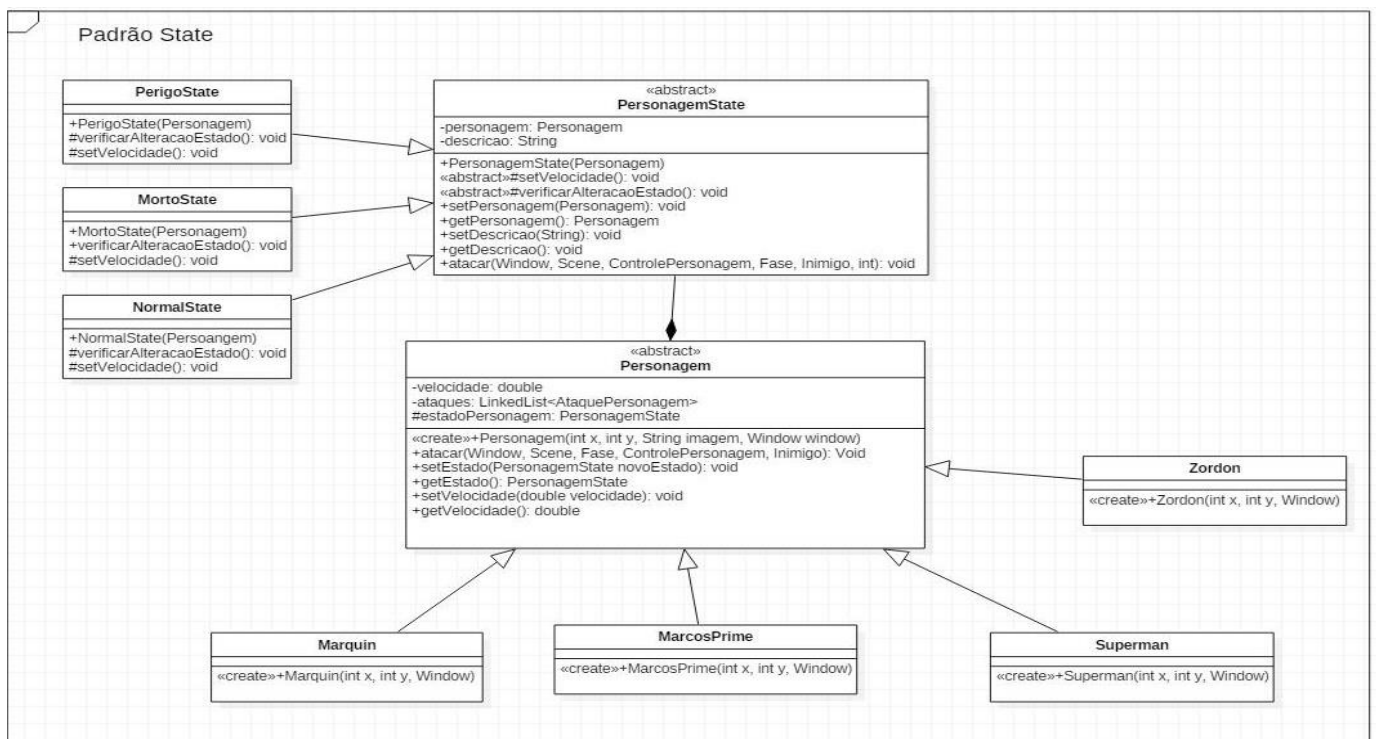 Padrão State
PerigoState
+PerigoState(Personagem)
#verificarAlteracaoEstado(): void
#setVelocidade(): void
MortoState
+MortoState(Personagem)
+verificarAlteracaoEstado(): void
#setVelocidade(): void
NormalState
+NormalState(Persoangem)
#verificarAlteracaoEstado(): void
#setVelocidade(): void
«abstract»
PersonagemState
-personagem: Personagem
-descricao: String
+PersonagemState(Personagem)
«abstract»#setVelocidade(): void
«abstract»#verificarAlteracaoEstado(): void
+setPersonagem(Personagem): void
+getPersonagem(): Personagem
+setDescricao(String): void
+getDescricao(): void
+atacar(Window, Scene, ControlePersonagem, Fase, Inimigo, int): void
«abstract»
Personagem
-velocidade: double
-ataques: LinkedList<AtaquePersonagem>
#estadoPersonagem: PersonagemState
«create»+Personagem(int x, int y, String imagem, Window window)
+atacar(Window, Scene, Fase, ControlePersonagem, Inimigo): Void
+setEstado(PersonagemState novoEstado): void
+getEstado(): PersonagemState
+setVelocidade(double velocidade): void
+getVelocidade(): double
Zordon
«create»+Zordon(int x, int y, Window)
Marquin
«create»+Marquin(int x, int y, Window)
MarcosPrime
«create»+MarcosPrime(int x, int y, Window)
Superman
«create»+Superman(int x, int y, Window)